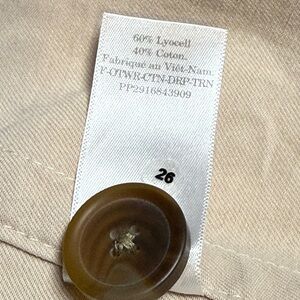 60% Lyocell
40% Coton.
Fabriqué au Viêt-Nam.
F-OTWR-CTN-DRP-TRN
PP2916843909
26